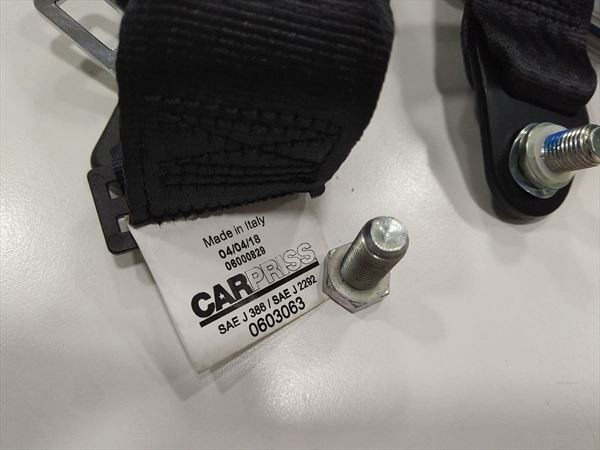 Made in Italy
04/04/18
06000829
CARPRISS
SAE J 386 / SAE J 2292
0603063